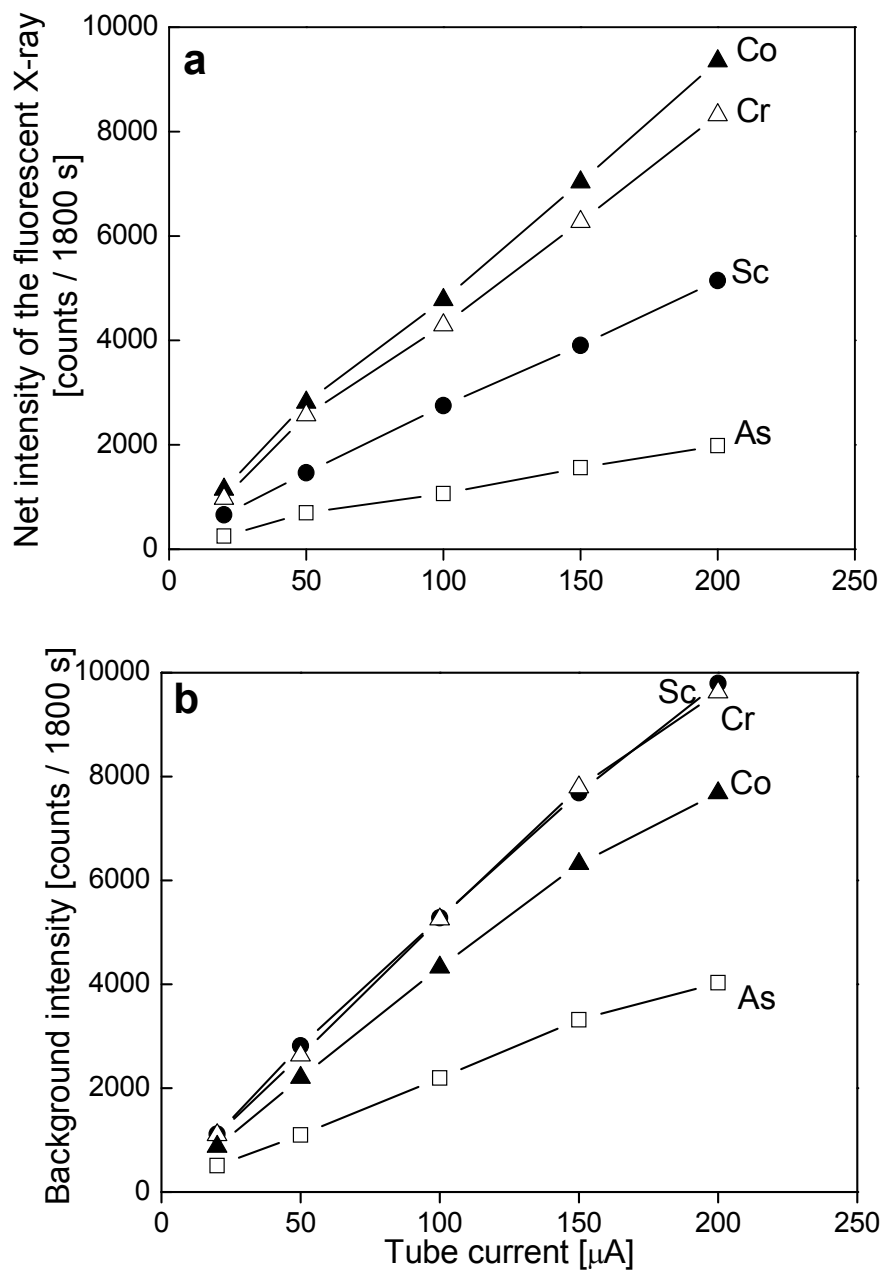 a
Net intensity of the fluorescent X-ray
[counts / 1800 s]
10000
8000
6000
4000
2000
0
Co
Cr
Sc
As
0 50 100 150 200 250
b
Background intensity [counts / 1800 s]
10000
8000
6000
4000
2000
0
Sc
Cr
Co
As
0 50 100 150 200 250
Tube current [μA]